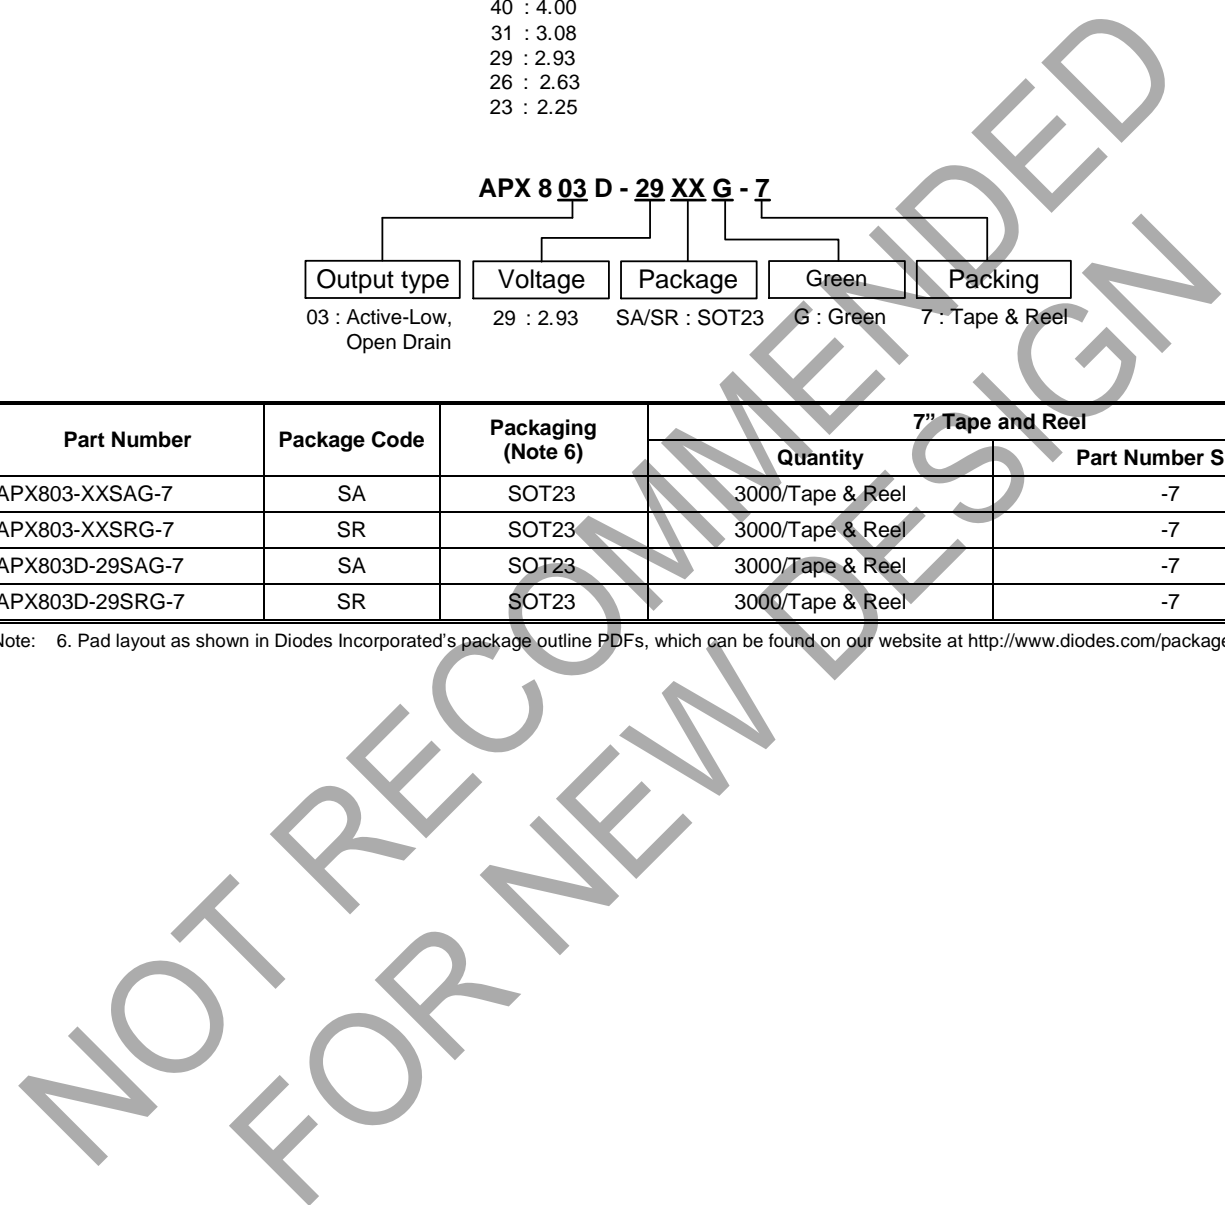 40 : 4.00
31 : 3.08
29 : 2.93
26 : 2.63
23 : 2.25
APX 8 03 D - 29 XX G - 7
Output type Voltage Package Green Packing
03 : Active-Low, 29 : 2.93 SA/SR : SOT23 G : Green 7 : Tape & Reel
Open Drain
Part Number Package Code Packaging (Note 6) 7” Tape and Reel
Quantity Part Number S
APX803-XXSAG-7 SA SOT23 3000/Tape & Reel -7
APX803-XXSRG-7 SR SOT23 3000/Tape & Reel -7
APX803D-29SAG-7 SA SOT23 3000/Tape & Reel -7
APX803D-29SRG-7 SR SOT23 3000/Tape & Reel -7
Note: 6. Pad layout as shown in Diodes Incorporated’s package outline PDFs, which can be found on our website at http://www.diodes.com/package
NOT RECOMMENDED
FOR NEW DESIGN